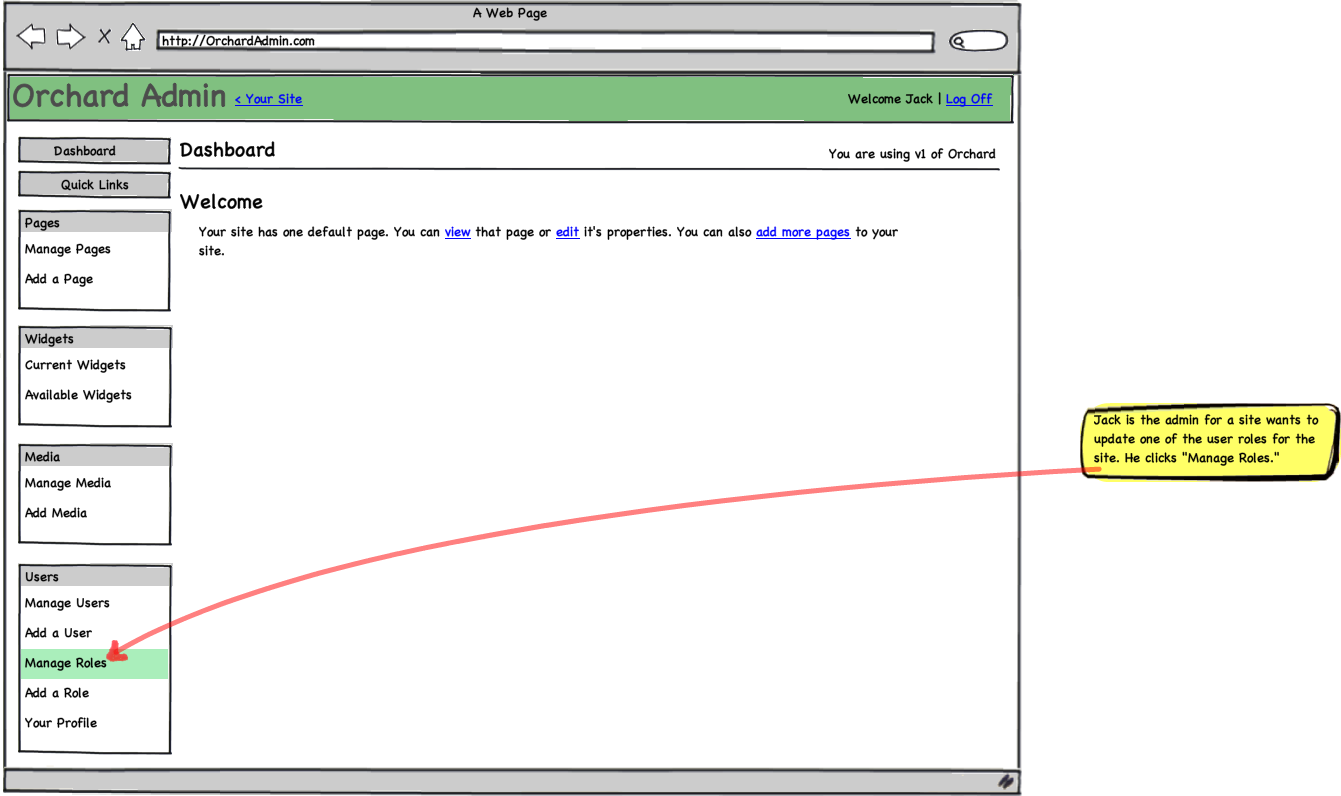 A Web Page
http://OrchardAdmin.com
Orchard Admin < Your Site
Welcome Jack | Log Off
Dashboard
Quick Links
Pages
Manage Pages
Add a Page
Widgets
Current Widgets
Available Widgets
Media
Manage Media
Add Media
Users
Manage Users
Add a User
Manage Roles
Add a Role
Your Profile
Dashboard
You are using v1 of Orchard
Welcome
Your site has one default page. You can view that page or edit it's properties. You can also add more pages to your
site.
Jack is the admin for a site wants to
update one of the user roles for the
site. He clicks "Manage Roles."